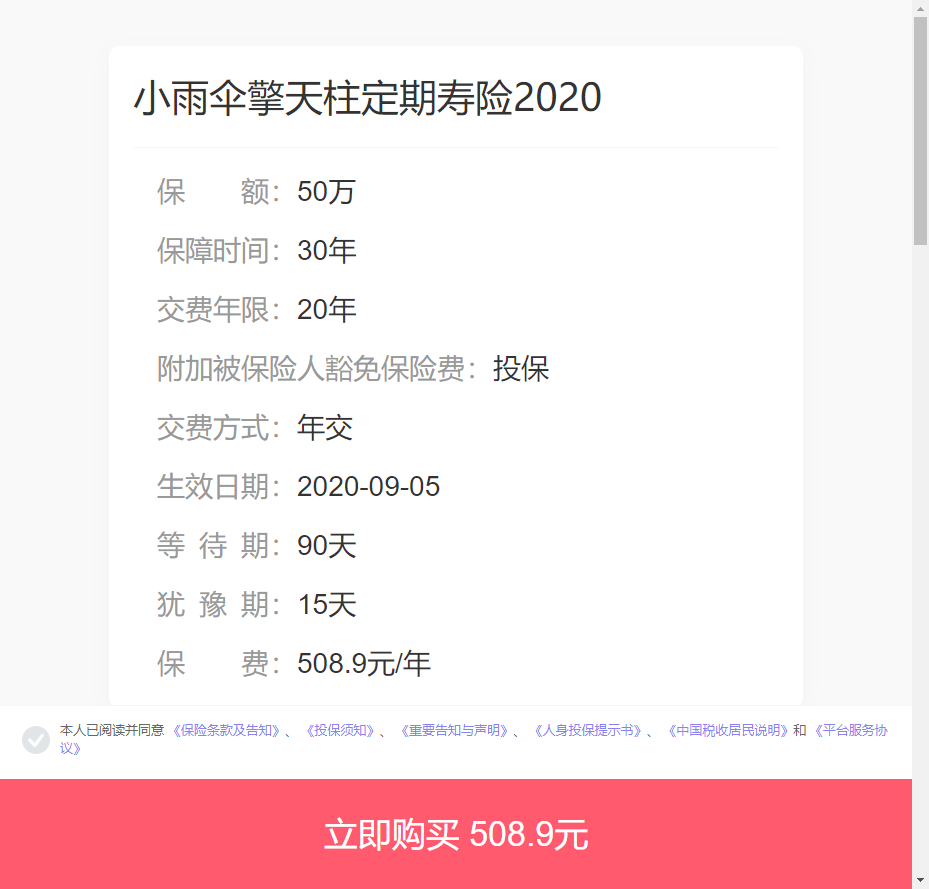 小雨伞擎天柱定期寿险2020
保 额：50万
保障时间：30年
交费年限：20年
附加被保险人豁免保险费：投保
交费方式：年交
生效日期：2020-09-05
等 待 期：90天
犹 豫 期：15天
保 费：508.9元/年
本人已阅读并同意 《保险条款及告知》、 《投保须知》、 《重要告知与声明》、 《人身投保提示书》、 《中国税收居民说明》和 《平台服务协
议》
立即购买 508.9元